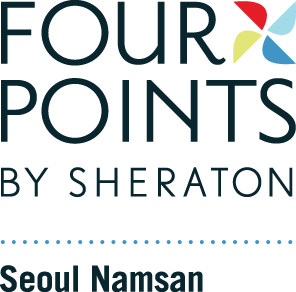 FOUR
POINTS
BY SHERATON
Seoul Namsan